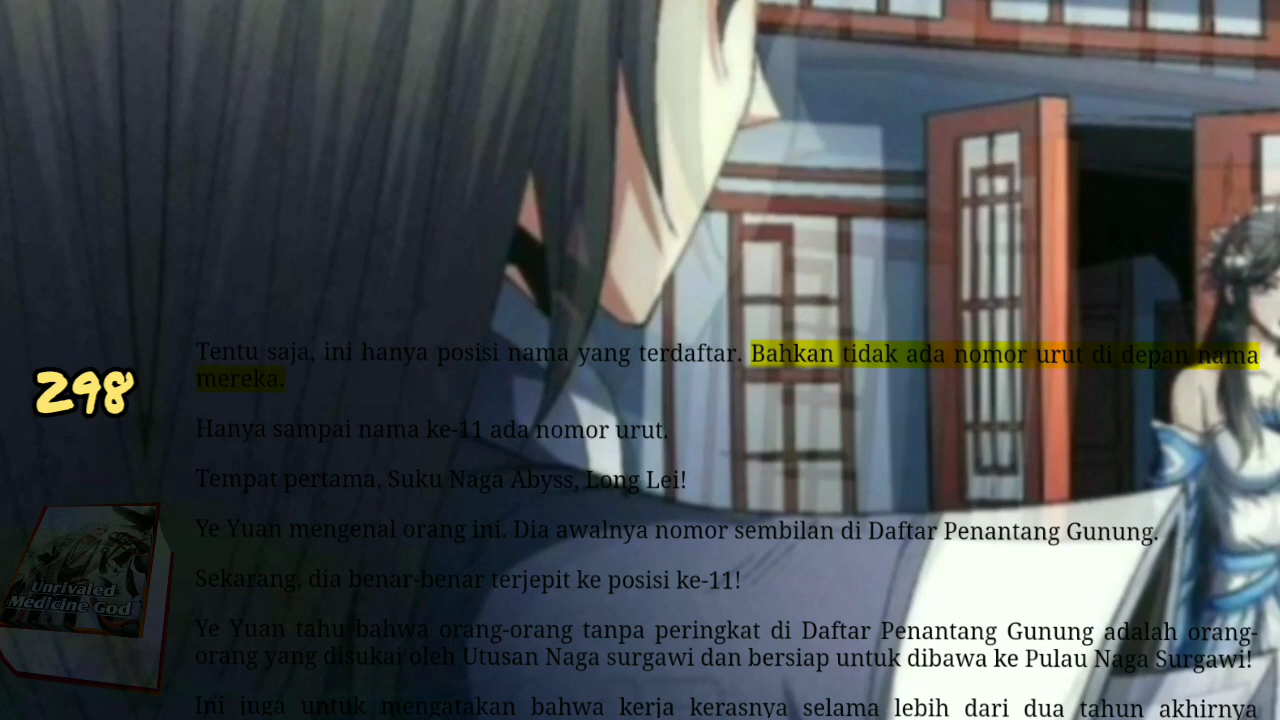 Tentu saja, ini hanya posisi nama yang terdaftar. Bahkan tidak ada nomor urut di depan nama
mereka.
298
Hanya sampai nama ke-11 ada nomor urut.
Tempat pertama, Suku Naga Abyss, Long Lei!
Ye Yuan mengenal orang ini. Dia awalnya nomor sembilan di Daftar Penantang Gunung.
Sekarang, dia benar-benar terjepit ke posisi ke-11!
Unrivaled
Medicine God
Ye Yuan tahu bahwa orang-orang tanpa peringkat di Daftar Penantang Gunung adalah orang-
orang yang disukai oleh Utusan Naga surgawi dan bersiap untuk dibawa ke Pulau Naga Surgawi!
Ini juga untuk mengatakan bahwa kerja kerasnya selama lebih dari dua tahun akhirnya